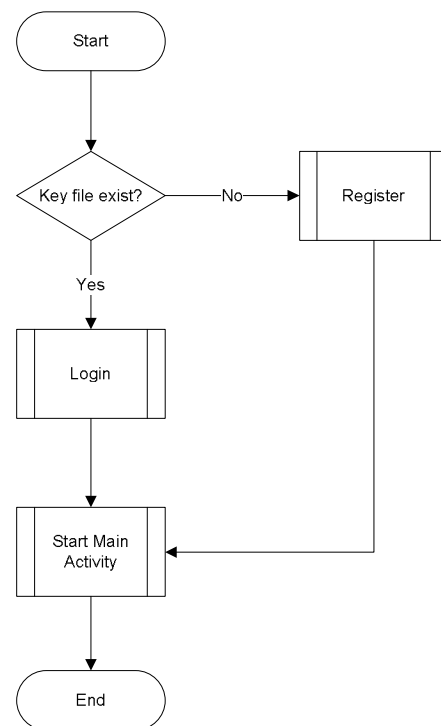 Start
Key file exist?
No
Register
Yes
Login
Start Main
Activity
End